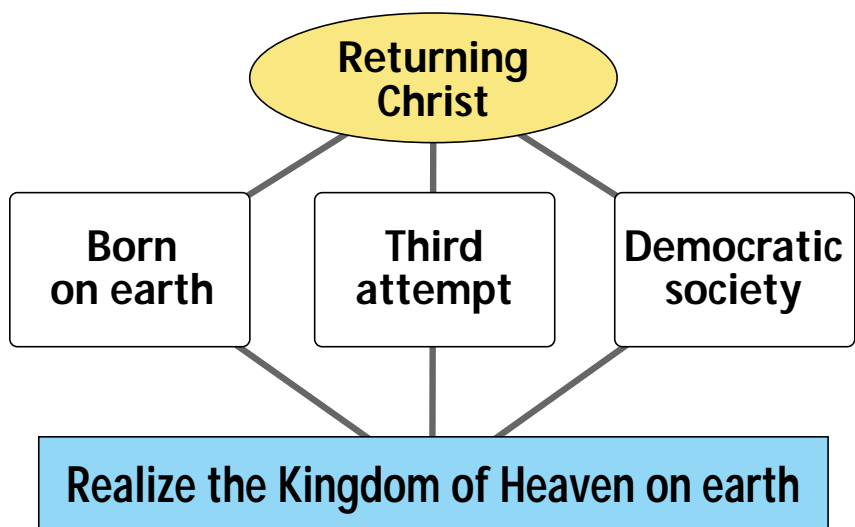 Returning
Christ
Born
on earth
Third
attempt
Democratic
society
Realize the Kingdom of Heaven on earth